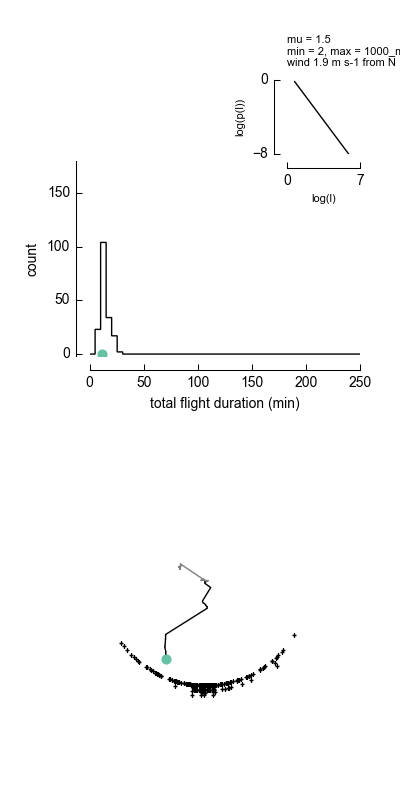 mu = 1.5
min = 2, max = 1000_m
wind 1.9 m s-1 from N
0
log(p(l))
−8
0 7
log(l)
150
100
count
50
0
0 50 100 150 200 250
total flight duration (min)